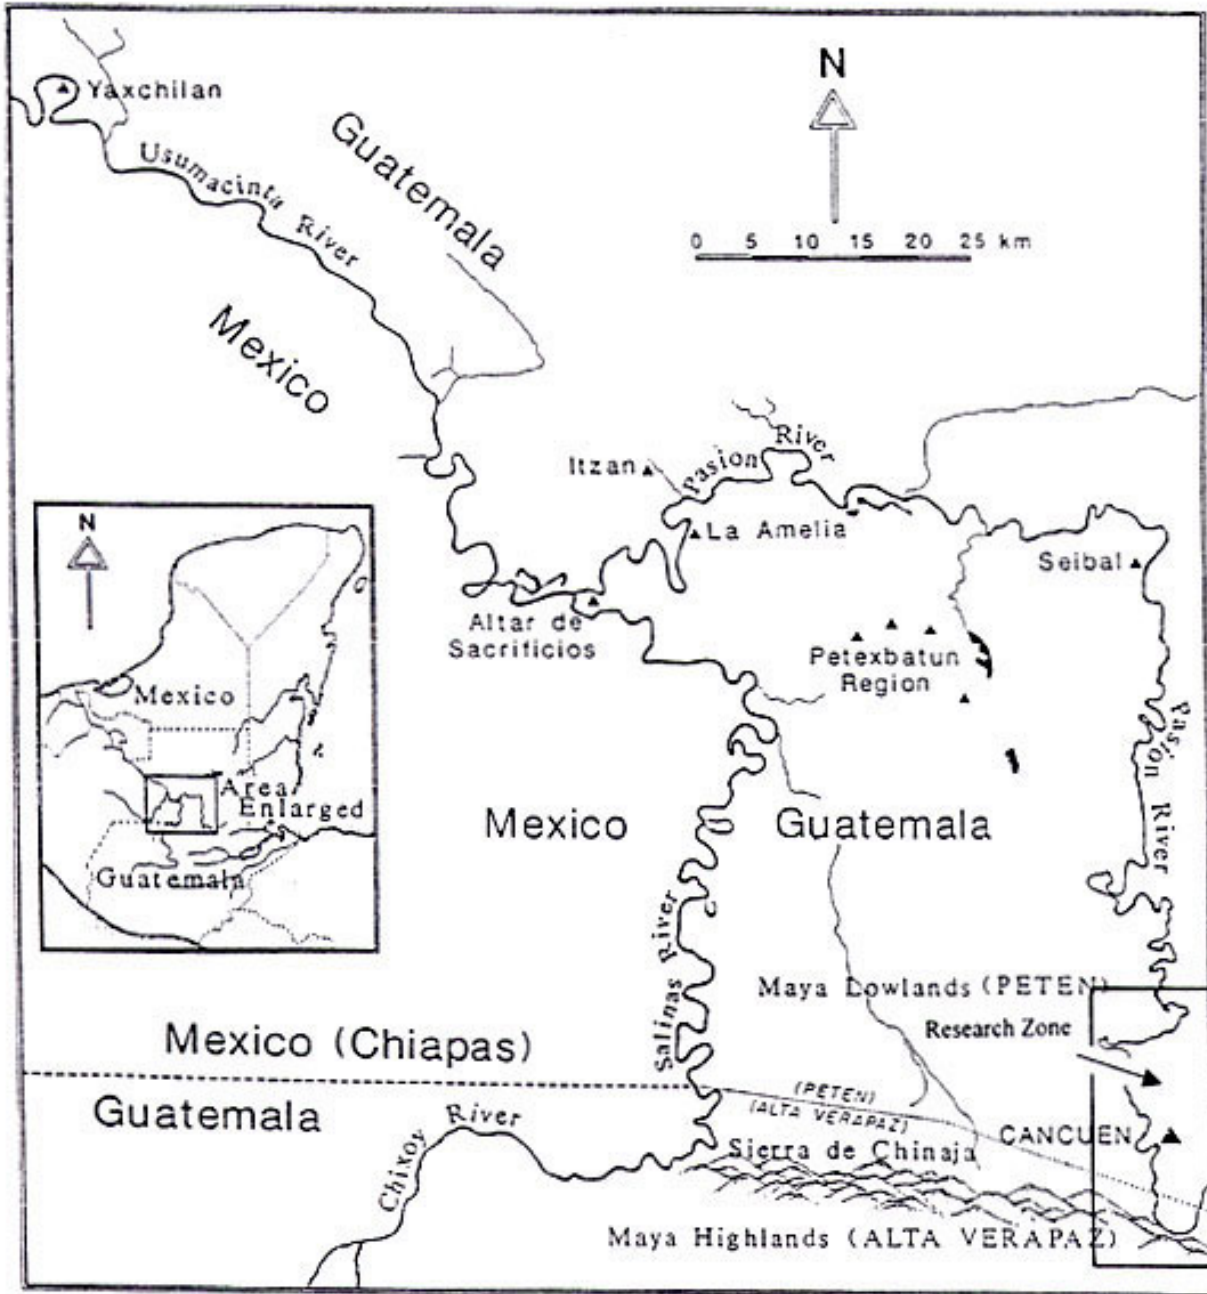 Yaxchilan
N
Guatemala
Usumacinta River
0 5 10 15 20 25 km
Mexico
Itzan
Pasion River
La Amelia
Seibal
N
Altar de
Sacrificios
Petexbatun
Region
Mexico
Pasion River
Area
Enlarged
Mexico
Guatemala
Guatemala
Salinas River
Maya Lowlands (PETEN)
Research Zone
Mexico (Chiapas)
Guatemala
(PETEN)
(ALTA VERAPAZ)
Chixoy River
CANCUEN
Sierra de Chinaja
Maya Highlands (ALTA VERAPAZ)